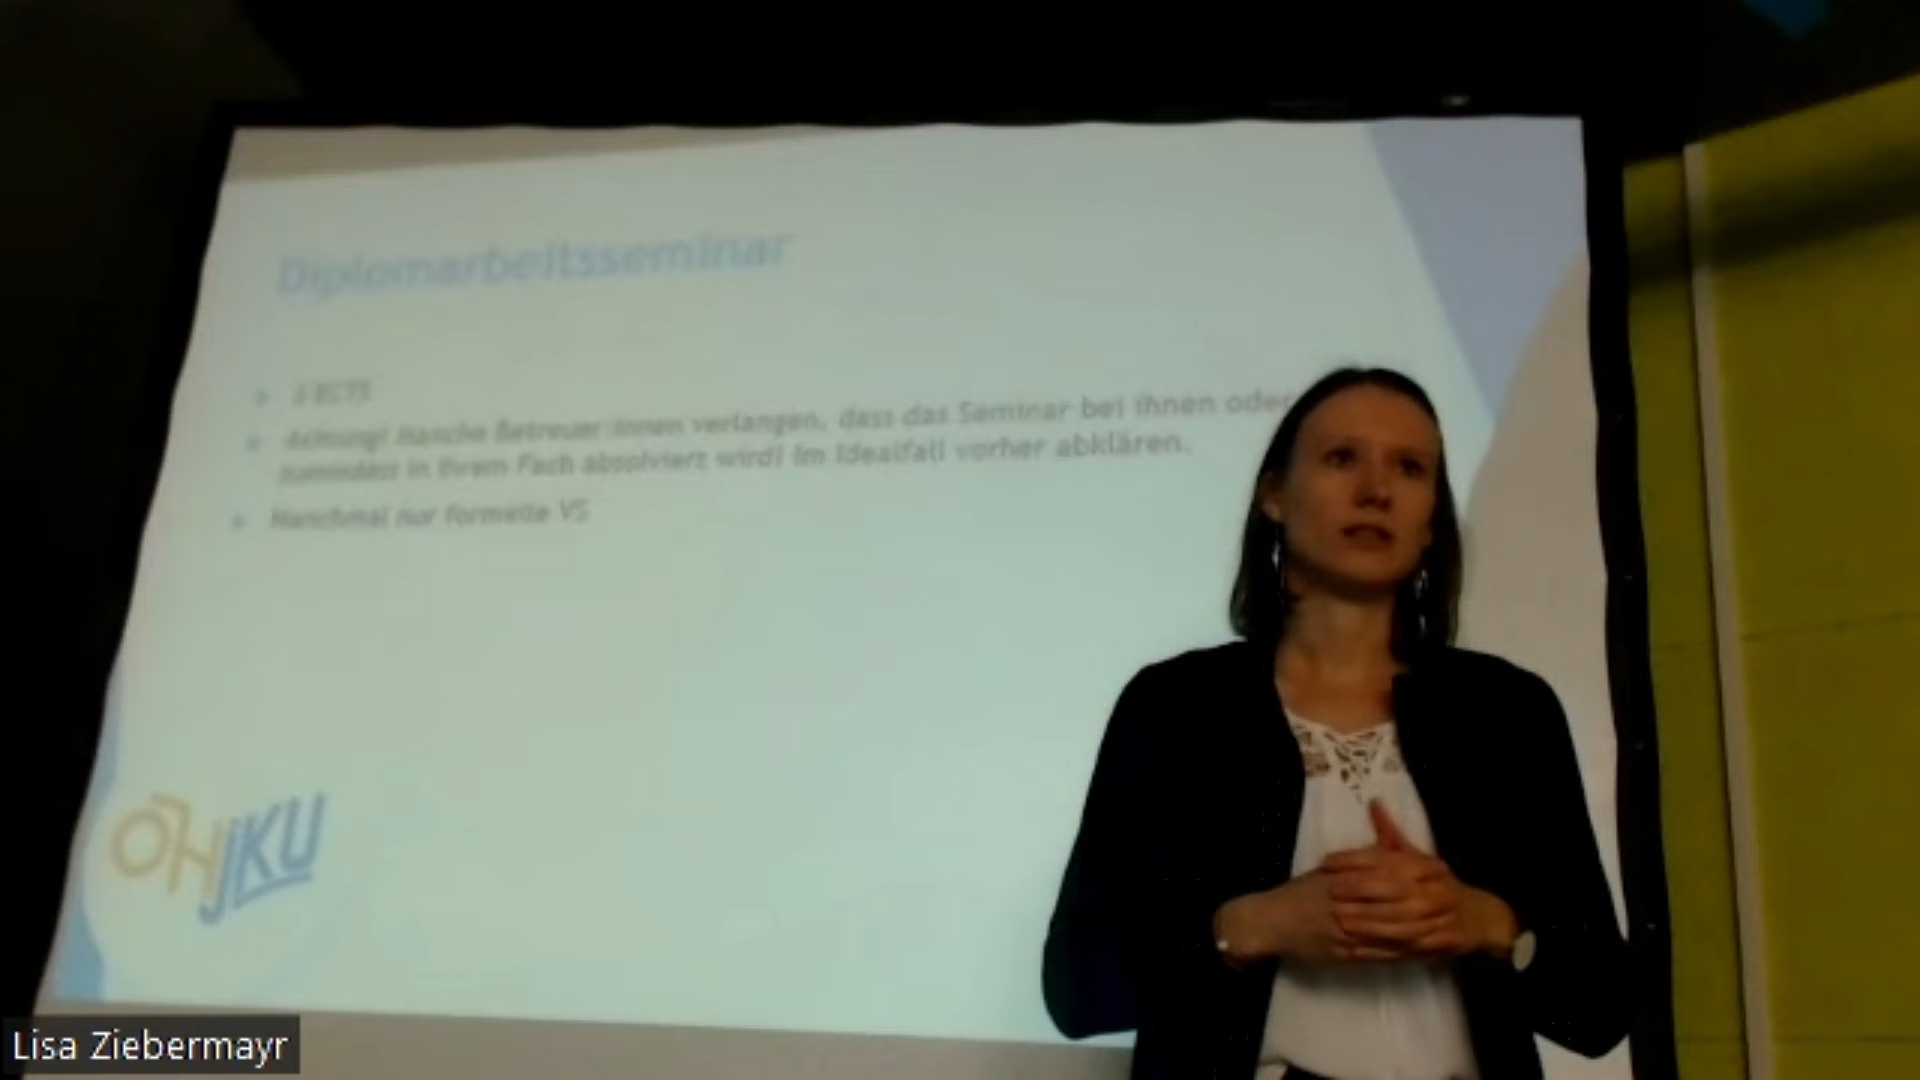 Diplomarbeitsseminar
3 ECTS
Achtung! Manche Betreuer:innen verlangen, dass das Seminar bei ihnen oder
zumindest in ihrem Fach absolviert wird! Im Idealfall vorher abklären.
Manchmal nur formelle VS
ÖH JKU
Lisa Ziebermayr